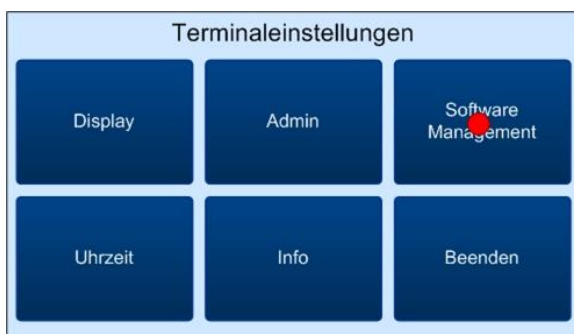 Terminaleinstellungen
Display
Admin
Software
Management
Uhrzeit
Info
Beenden